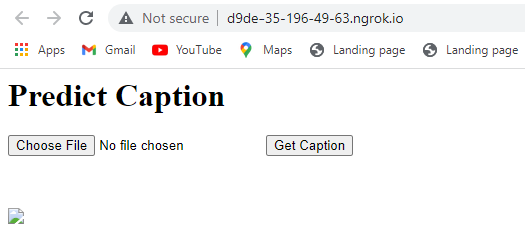 Not secure d9de-35-196-49-63.ngrok.io
Apps Gmail YouTube Maps Landing page Landing page
Predict Caption
Choose File No file chosen Get Caption